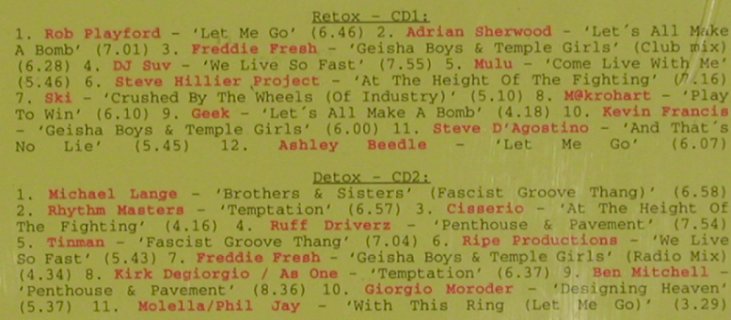 Retox - CD1:
1. Rob Playford - 'Let Me Go' (6.46) 2. Adrian Sherwood - 'Let´s All Make
A Bomb' (7.01) 3. Freddie Fresh - 'Geisha Boys & Temple Girls' (Club mix)
(6.28) 4. DJ Suv - 'We Live So Fast' (7.55) 5. Mulu - 'Come Live With Me'
(5.46) 6. Steve Hillier Project - 'At The Height Of The Fighting' (7.16)
7. Ski - 'Crushed By The Wheels (Of Industry)' (5.10) 8. M@krohart - 'Play
To Win' (6.10) 9. Geek - 'Let´s All Make A Bomb' (4.18) 10. Kevin Francis
- 'Geisha Boys & Temple Girls' (6.00) 11. Steve D'Agostino - 'And That´s
No Lie' (5.45) 12. Ashley Beedle - 'Let Me Go' (6.07)
Detox - CD2:
1. Michael Lange - 'Brothers & Sisters' (Fascist Groove Thang)' (6.58)
2. Rhythm Masters - 'Temptation' (6.57) 3. Cisserio - 'At The Height Of
The Fighting' (4.16) 4. Ruff Driverz - 'Penthouse & Pavement' (7.54)
5. Tinman - 'Fascist Groove Thang' (7.04) 6. Ripe Productions - 'We Live
So Fast' (5.43) 7. Freddie Fresh - 'Geisha Boys & Temple Girls' (Radio Mix)
(4.34) 8. Kirk Degiorgio / As One - 'Temptation' (6.37) 9. Ben Mitchell -
'Penthouse & Pavement' (8.36) 10. Giorgio Moroder - 'Designing Heaven'
(5.37) 11. Molella/Phil Jay - 'With This Ring (Let Me Go)' (3.29)